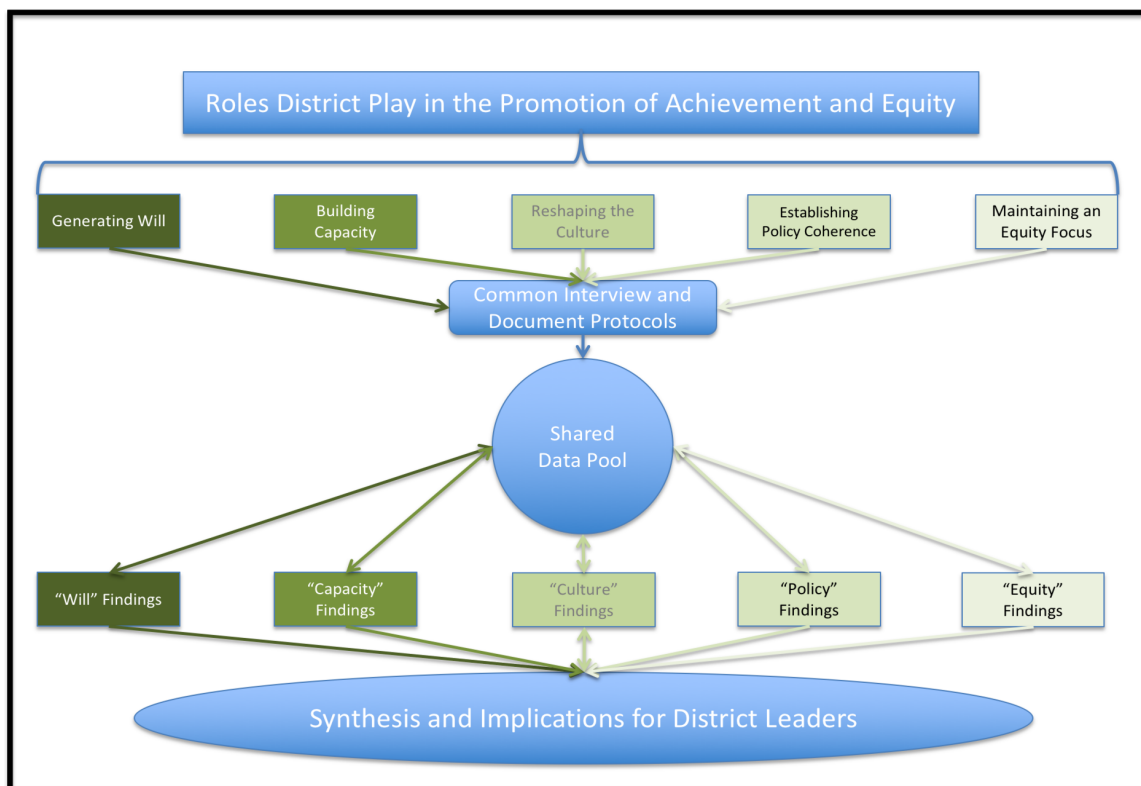 Roles District Play in the Promotion of Achievement and Equity
Generating Will
Building
Capacity
Reshaping the
Culture
Establishing
Policy Coherence
Maintaining an
Equity Focus
Common Interview and
Document Protocols
Shared
Data Pool
“Will” Findings
“Capacity”
Findings
“Culture”
Findings
“Policy”
Findings
“Equity”
Findings
Synthesis and Implications for District Leaders